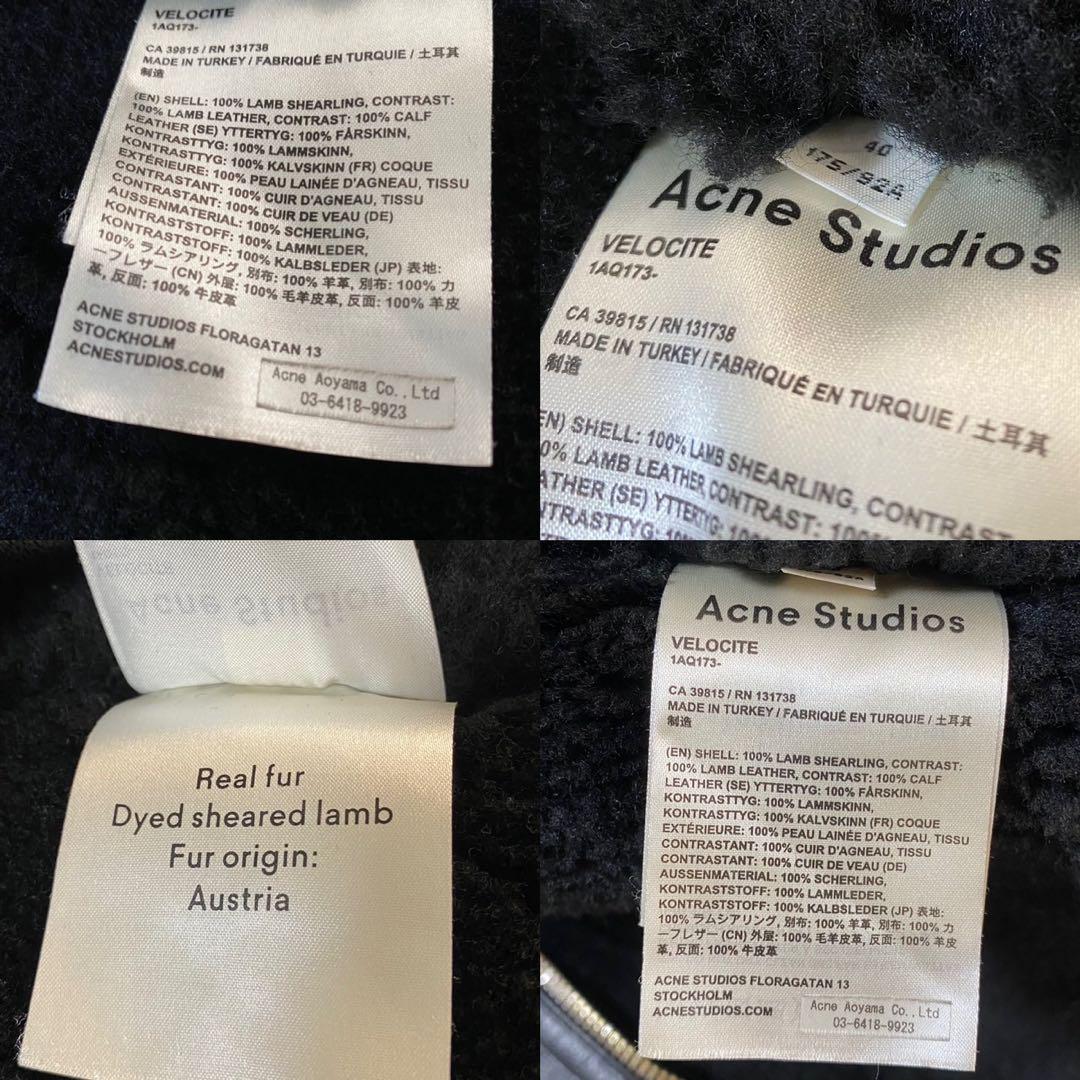 VELOCITE
1AQ173-
CA 39815 / RN 131738
MADE IN TURKEY / FABRIQUÉ EN TURQUIE / 土耳其
制造
(EN) SHELL: 100% LAMB SHEARLING, CONTRAST:
100% LAMB LEATHER, CONTRAST: 100% CALF
LEATHER (SE) YTTERTYG: 100% FÅRSKINN,
KONTRASTTYG: 100% LAMMSKINN,
KONTRASTTYG: 100% KALVSKINN (FR) COQUE
EXTÉRIEURE: 100% PEAU LAINÉE D'AGNEAU, TISSU
CONTRASTANT: 100% CUIR D'AGNEAU, TISSU
CONTRASTANT: 100% CUIR DE VEAU (DE)
AUSSENMATERIAL: 100% SCHERLING,
KONTRASTSTOFF: 100% LAMMLEDER,
KONTRASTSTOFF: 100% KALBSLEDER (JP) 表地:
100% ラムシアリング, 別布: 100% 羊革, 別布: 100% カ
ーフレザー (CN) 外层: 100% 毛羊皮革, 反面: 100% 羊皮
革, 反面: 100% 牛皮革
ACNE STUDIOS FLORAGATAN 13
STOCKHOLM
ACNESTUDIOS.COM
Acne Aoyama Co.,Ltd
03-6418-9923
40
175/92A
Acne Studios
VELOCITE
1AQ173-
CA 39815 / RN 131738
MADE IN TURKEY / FABRIQUÉ EN TURQUIE / 土耳其
制造
EN) SHELL: 100% LAMB SHEARLING, CONTRAST
0% LAMB LEATHER, CONTRAST: 100%
ATHER (SE) YTTERTYG: 100%
Acne Studios
Real fur
Dyed sheared lamb
Fur origin:
Austria
Acne Studios
VELOCITE
1AQ173-
CA 39815 / RN 131738
MADE IN TURKEY / FABRIQUÉ EN TURQUIE / 土耳其
制造
(EN) SHELL: 100% LAMB SHEARLING, CONTRAST:
100% LAMB LEATHER, CONTRAST: 100% CALF
LEATHER (SE) YTTERTYG: 100% FÅRSKINN,
KONTRASTTYG: 100% LAMMSKINN,
KONTRASTTYG: 100% KALVSKINN (FR) COQUE
EXTÉRIEURE: 100% PEAU LAINÉE D'AGNEAU, TISSU
CONTRASTANT: 100% CUIR D'AGNEAU, TISSU
CONTRASTANT: 100% CUIR DE VEAU (DE)
AUSSENMATERIAL: 100% SCHERLING,
KONTRASTSTOFF: 100% LAMMLEDER,
KONTRASTSTOFF: 100% KALBSLEDER (JP) 表地:
100% ラムシアリング, 別布: 100% 羊革, 別布: 100% カ
ーフレザー (CN) 外层: 100% 毛羊皮革, 反面: 100% 羊皮
革, 反面: 100% 牛皮革
ACNE STUDIOS FLORAGATAN 13
STOCKHOLM
ACNESTUDIOS.COM
Acne Aoyama Co.,Ltd
03-6418-9923